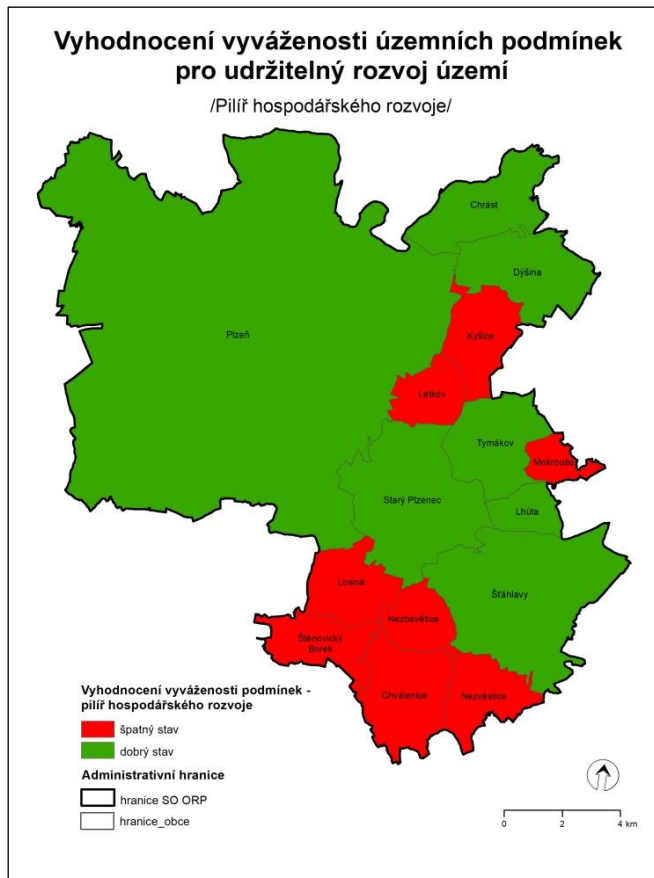 Vyhodnocení vyváženosti územních podmínek
pro udržitelný rozvoj území
/Pilíř hospodářského rozvoje/
Chrást
Dýšina
Plzeň
Kyšice
Letkov
Tymákov
Mokrouše
Starý Plzenec
Lhůta
Losiná
Šťáhlavy
Nezbavětice
Štěnovický
Borek
Chválenice
Nezvěstice
Vyhodnocení vyváženosti podmínek -
pilíř hospodářského rozvoje
špatný stav
dobrý stav
Administrativní hranice
hranice SO ORP
hranice_obce
0 2 4 km